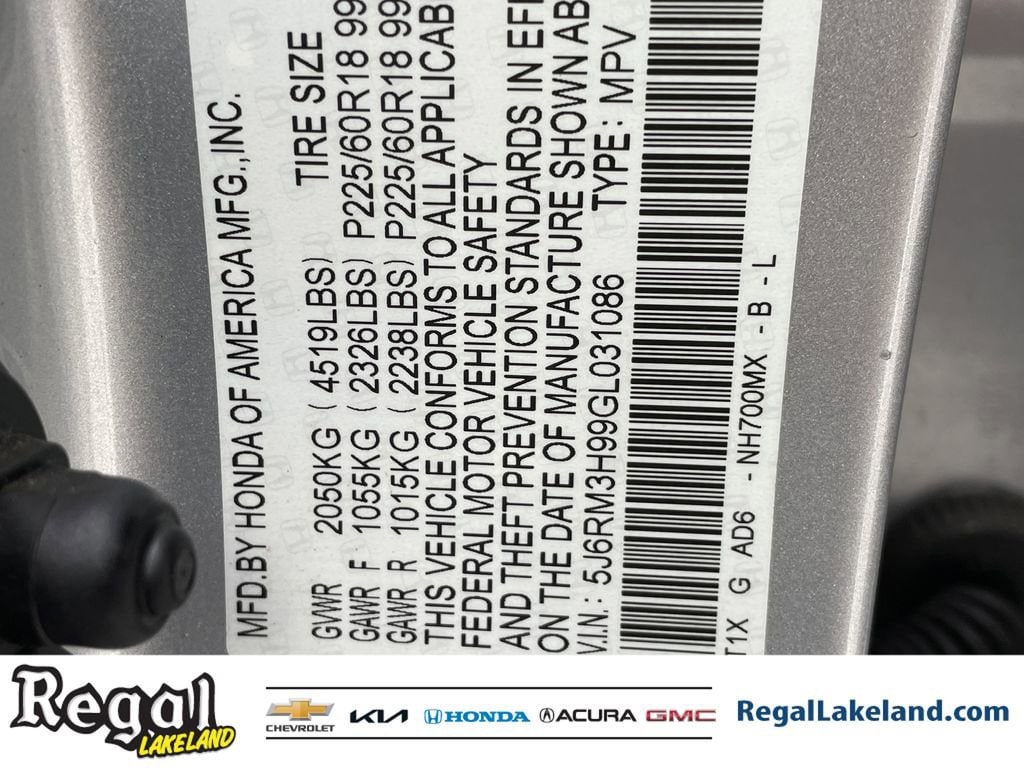 MFD.BY HONDA OF AMERICA MFG.,INC.
TIRE SIZE
GVWR 2050KG ( 4519LBS)
GAWR F 1055KG ( 2326LBS) P225/60R18 99
GAWR R 1015KG ( 2238LBS) P225/60R18 99
THIS VEHICLE CONFORMS TO ALL APPLICAB
FEDERAL MOTOR VEHICLE SAFETY
AND THEFT PREVENTION STANDARDS IN EFF
ON THE DATE OF MANUFACTURE SHOWN AB
V.I.N.: 5J6RM3H99GL031086 TYPE : MPV
T1X G AD6 - NH700MX - B - L
Regal
LAKELAND
CHEVROLET KIA HONDA ACURA GMC
RegalLakeland.com